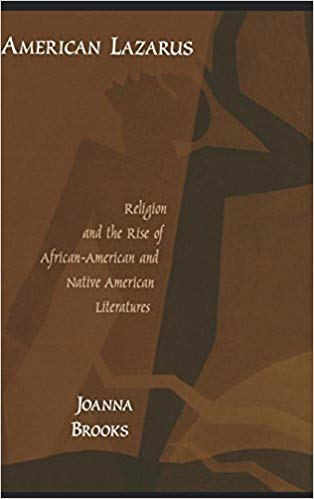 American Lazarus
Religion
and the Rise of
African-American and
Native American
Literatures
Joanna
Brooks